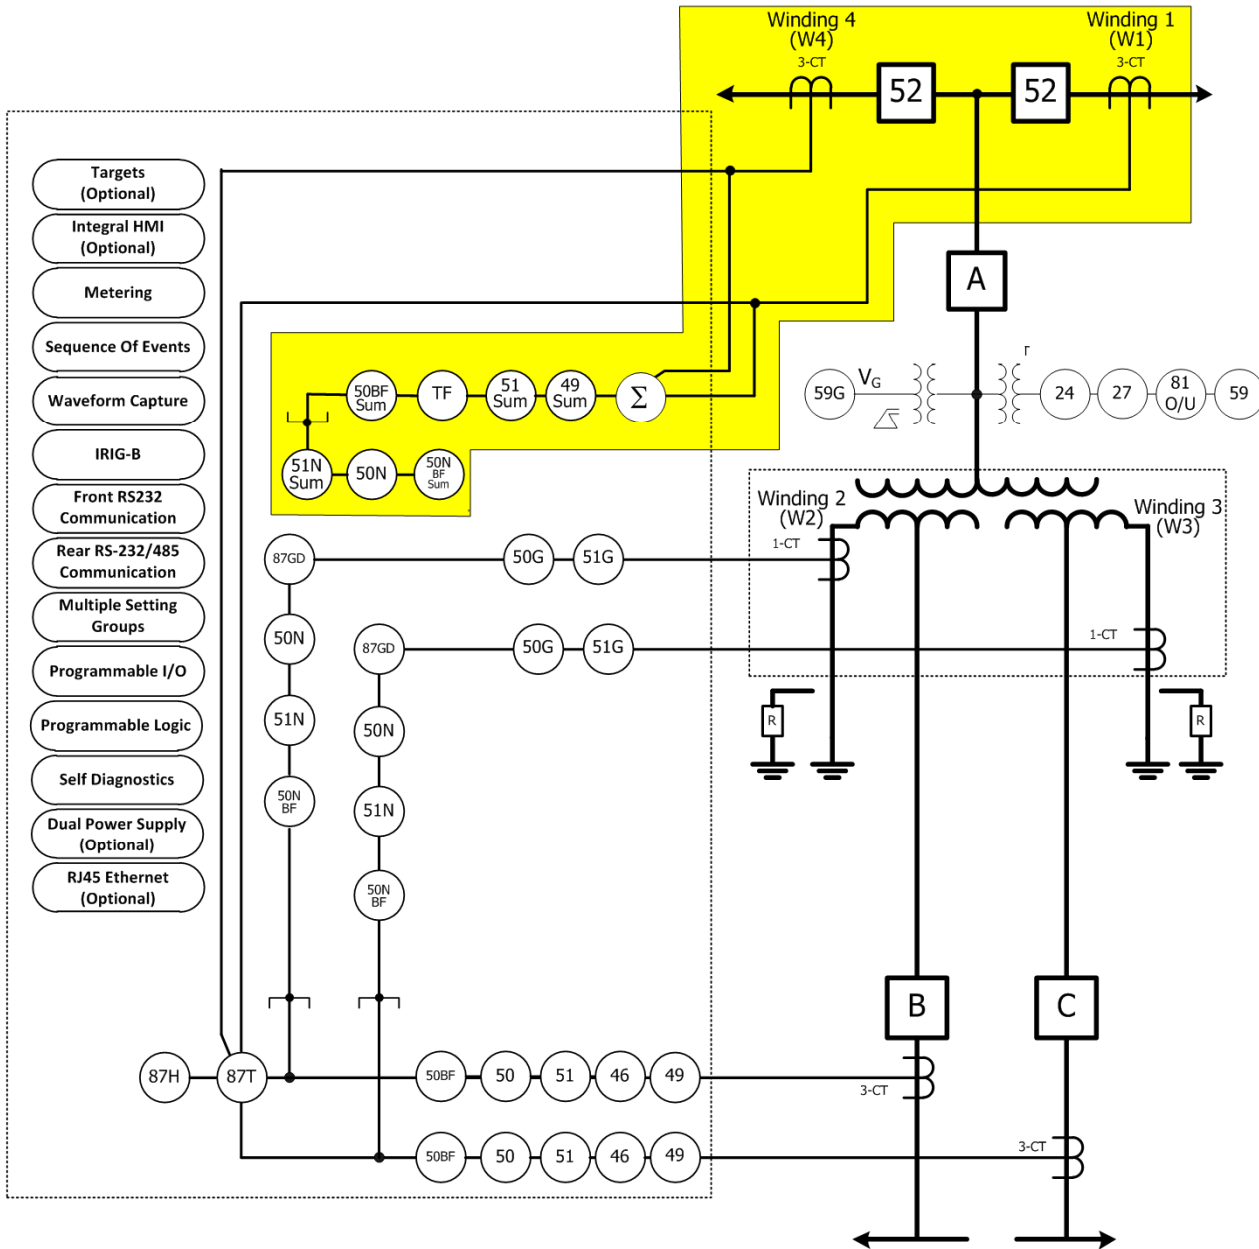 Winding 4
(W4)
3-CT
52
52
Winding 1
(W1)
3-CT
Targets
(Optional)
Integral HMI
(Optional)
Metering
Sequence Of Events
Waveform Capture
IRIG-B
Front RS232
Communication
Rear RS-232/485
Communication
Multiple Setting
Groups
Programmable I/O
Programmable Logic
Self Diagnostics
Dual Power Supply
(Optional)
RJ45 Ethernet
(Optional)
A
50BF
Sum
TF
51
Sum
49
Sum
Σ
51N
Sum
50N
50N
BF
Sum
59G
VG
24
27
81
O/U
59
Winding 2
(W2)
Winding 3
(W3)
1-CT
1-CT
87GD
50G
51G
50N
51N
50N
BF
87GD
50G
51G
50N
51N
50N
BF
R
R
B
C
87H
87T
50BF
50
51
46
49
3-CT
50BF
50
51
46
49
3-CT